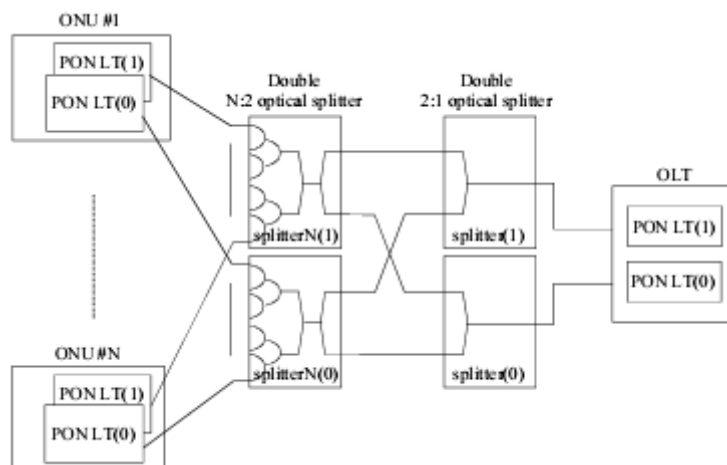 ONU #1
PON LT(1)
PON LT(0)
Double
N:2 optical splitter
splitterN(1)
splitterN(0)
Double
2:1 optical splitter
splitter(1)
splitter(0)
OLT
PON LT(1)
PON LT(0)
ONU #N
PON LT(1)
PON LT(0)